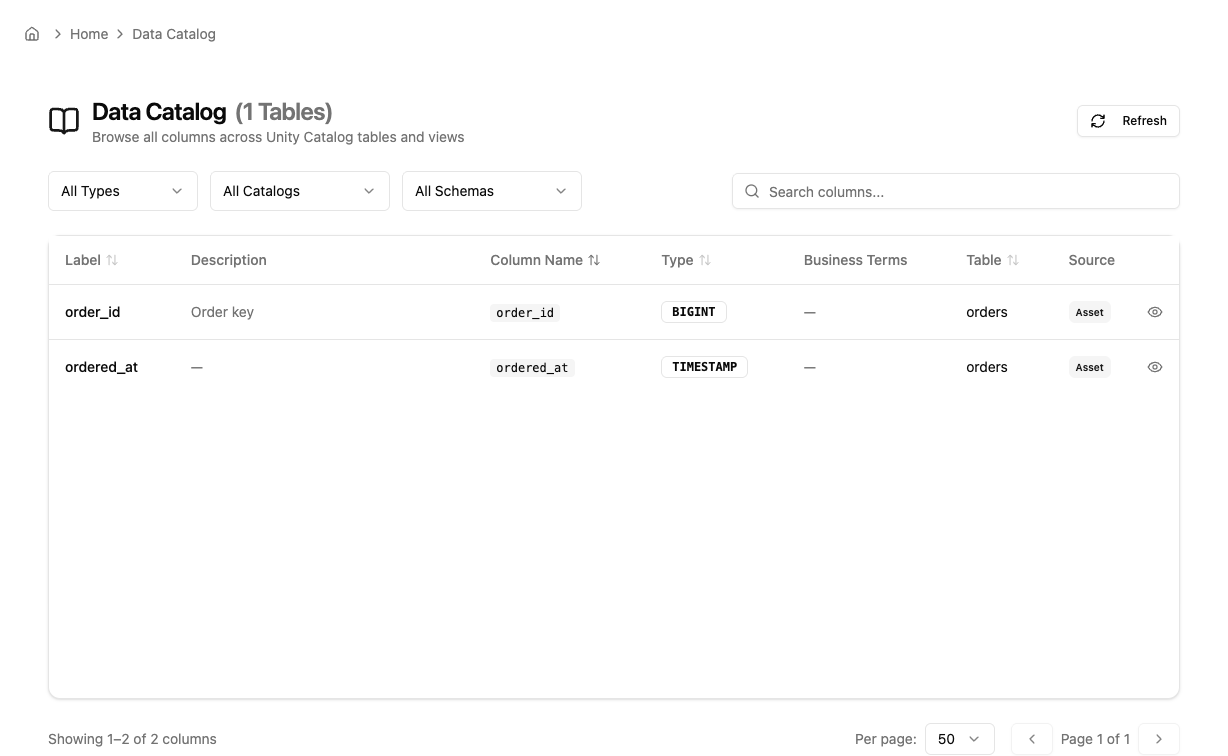 Home Data Catalog
Data Catalog (1 Tables)
Browse all columns across Unity Catalog tables and views
Refresh
All Types All Catalogs All Schemas Search columns...
Label Description Column Name Type Business Terms Table Source
order_id Order key order_id BIGINT — orders Asset
ordered_at — ordered_at TIMESTAMP — orders Asset
Showing 1–2 of 2 columns Per page: 50 Page 1 of 1